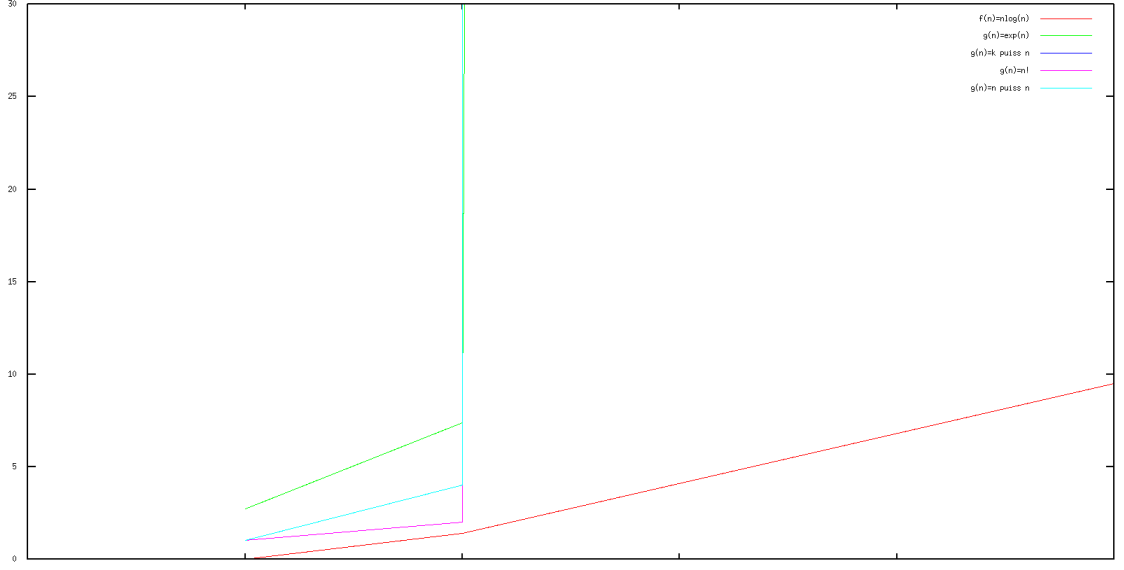 30
25
20
15
10
5
0
f(n)=nlog(n)
g(n)=exp(n)
g(n)=k puiss n
g(n)=n!
g(n)=n puiss n